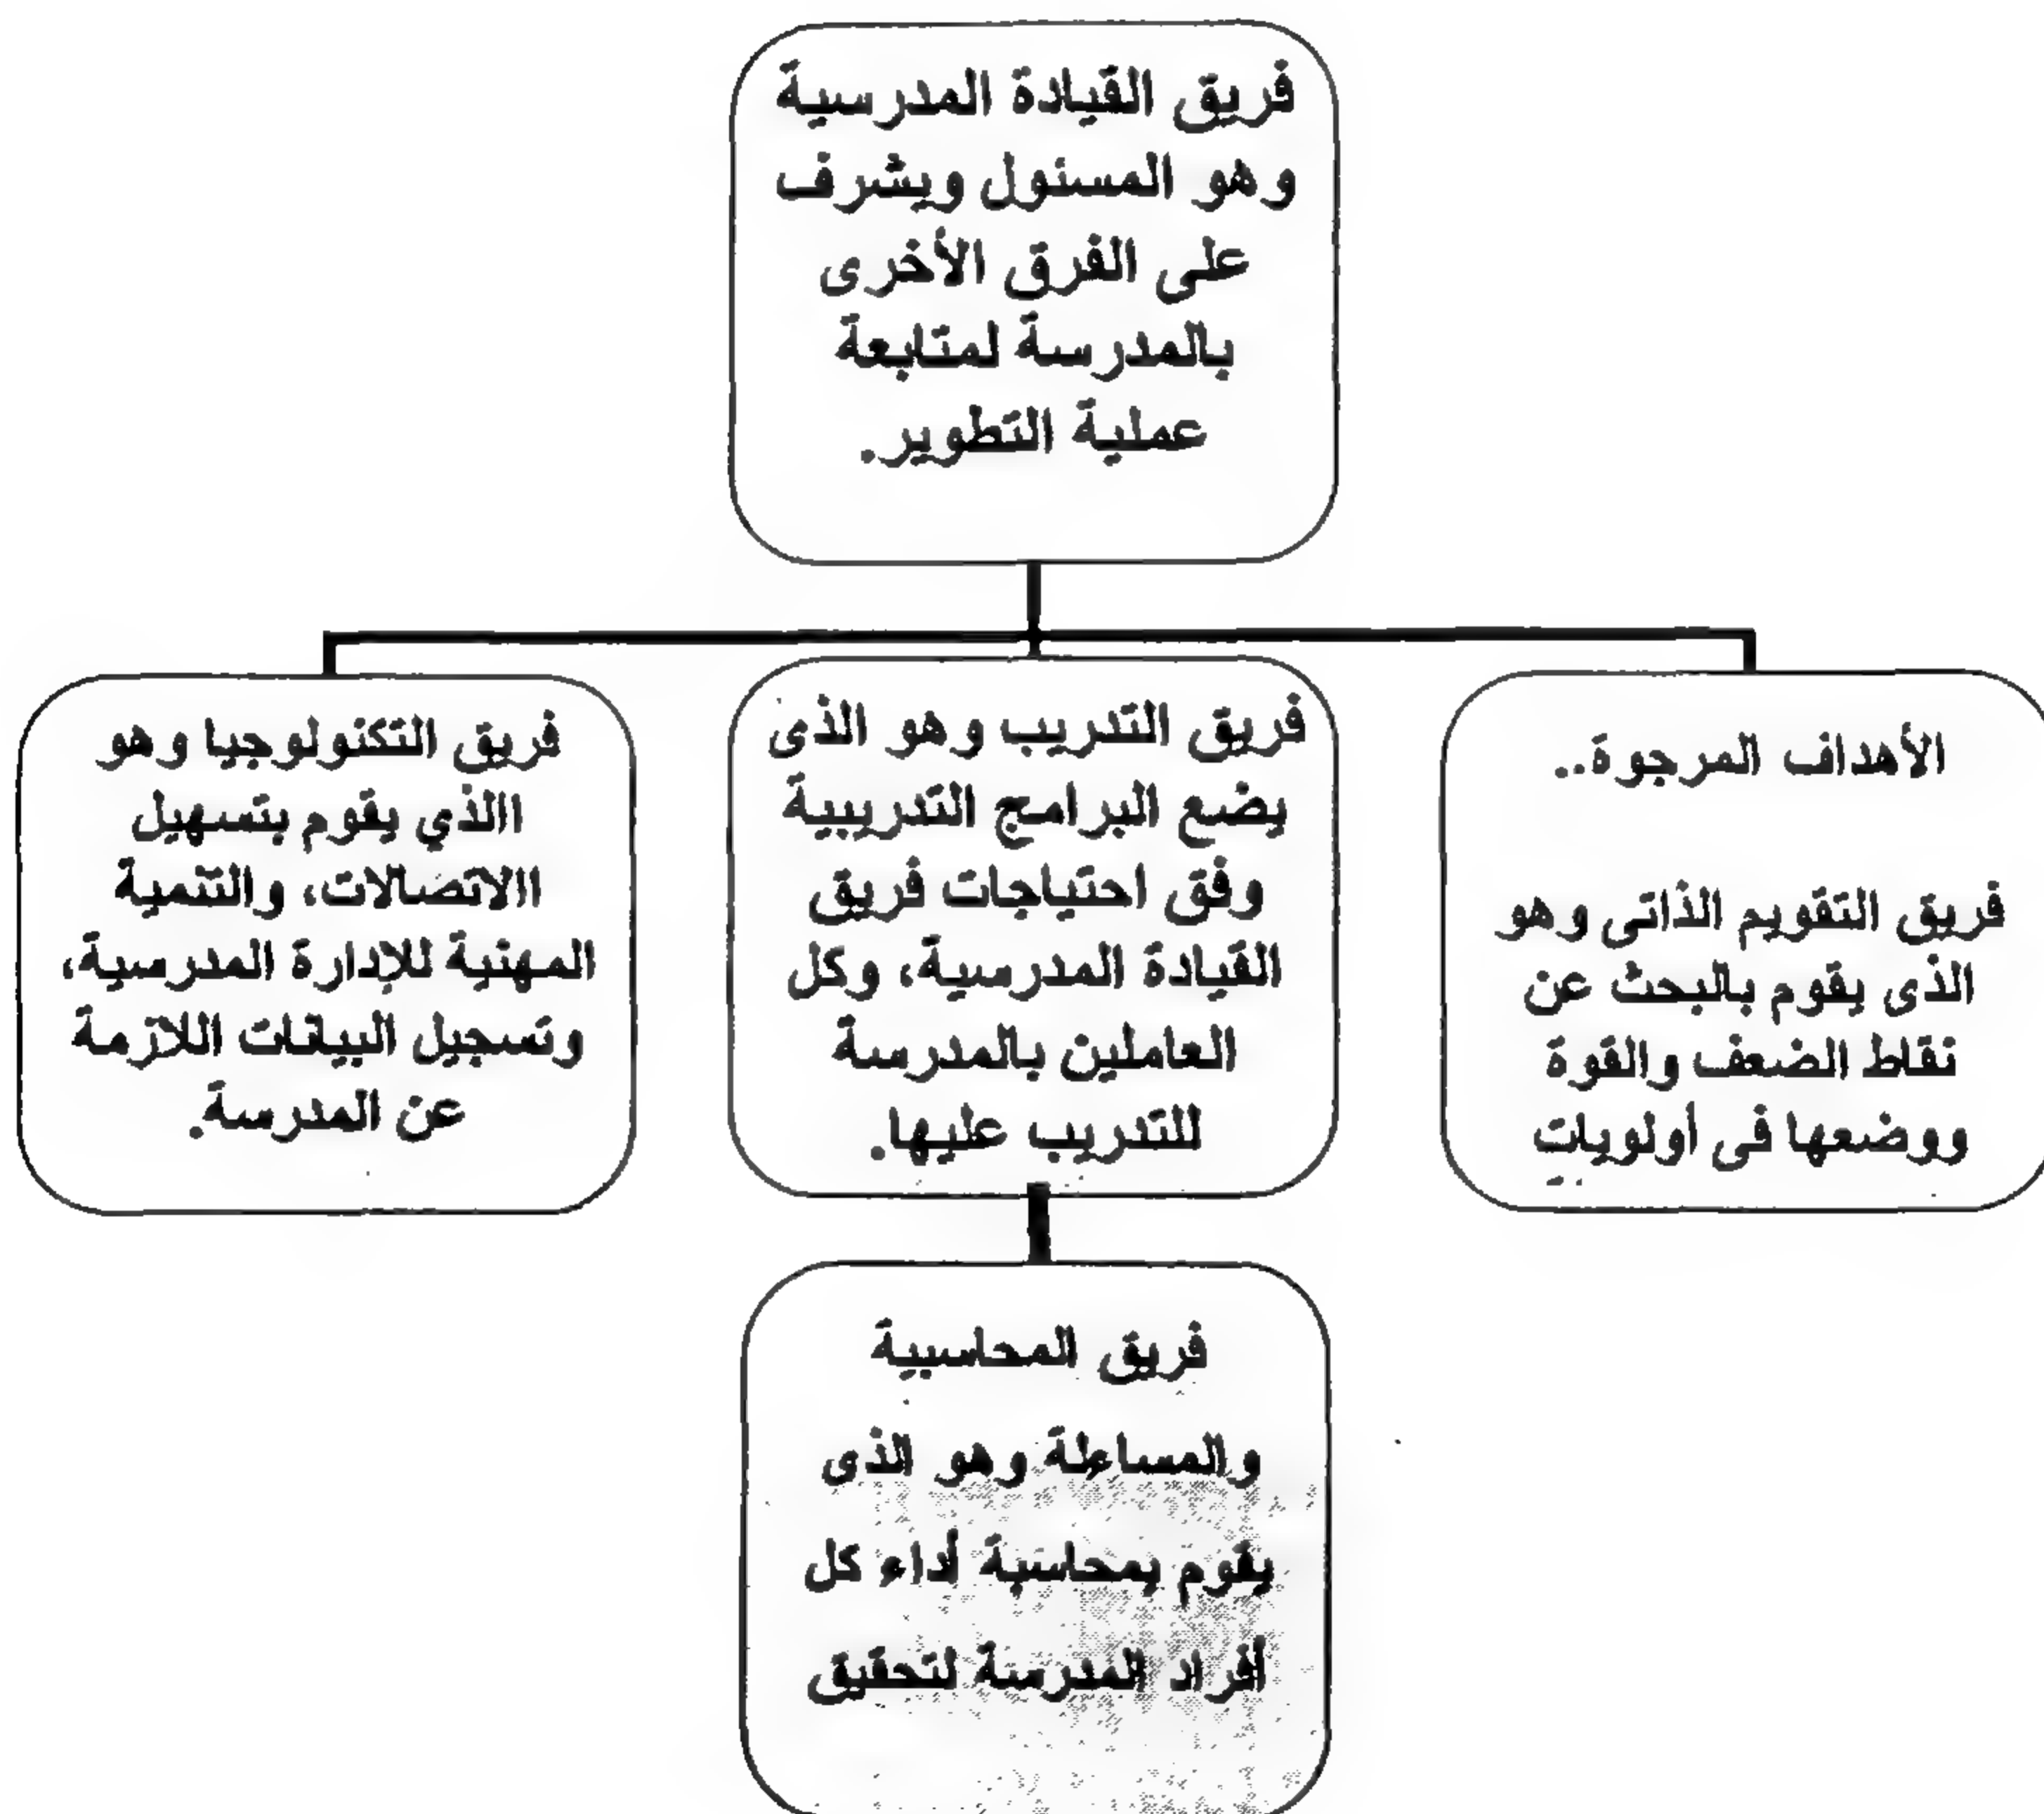 فريق القيادة المدرسية
وهو المسئول ويشرف
على الفرق الأخرى
بالمدرسة لمتابعة
عملية التطوير.
الأهداف المرجوة..
فريق التقويم الذاتى وهو
الذى يقوم بالبحث عن
نقاط الضعف والقوة
ووضعها فى أولويات
فريق التدريب وهو الذى
يضع البرامج التدريبية
وفق احتياجات فريق
القيادة المدرسية، وكل
العاملين بالمدرسة
للتدريب عليها.
فريق التكنولوجيا وهو
االذي يقوم بتسهيل
االاتصالات، والتنمية
المهنية للإدارة المدرسية،
وتسجيل البيانات اللازمة
عن المدرسة.
فريق المحاسبية
والمساءلة وهو الذى
يقوم بمحاسبة أداء كل
أفراد المدرسة لتحقيق